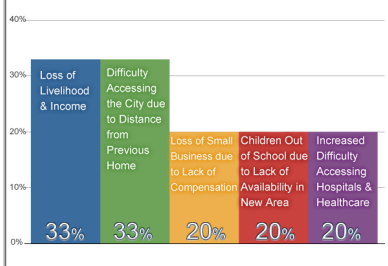 40%
30%
20%
10%
0%
Loss of
Livelihood
& Income
33%
Difficulty
Accessing
the City due
to Distance
from
Previous
Home
33%
Loss of Small
Business due
to Lack of
Compensation
20%
Children Out
of School due
to Lack of
Availability in
New Area
20%
Increased
Difficulty
Accessing
Hospitals &
Healthcare
20%